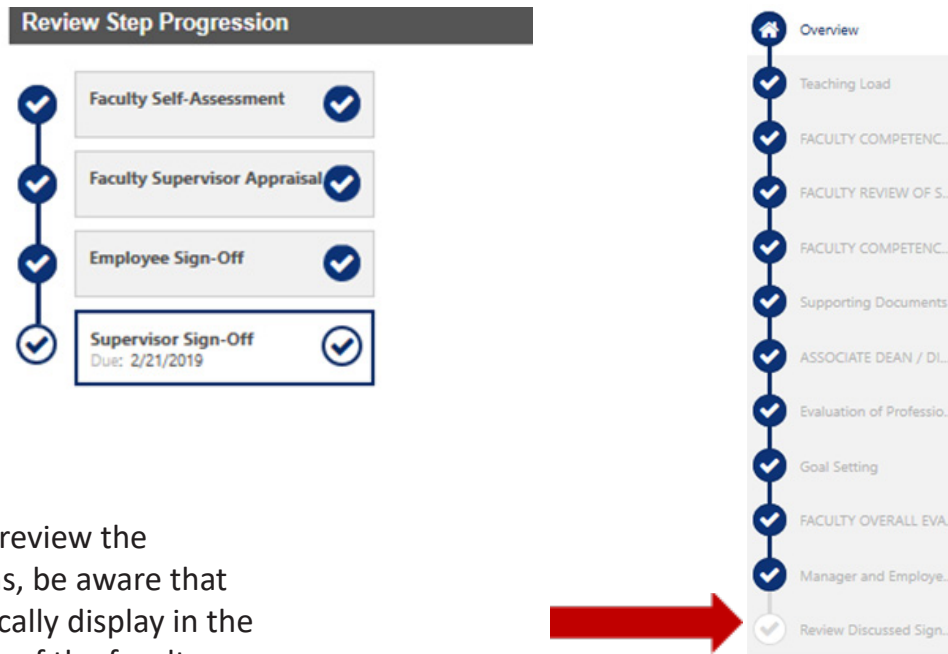 Review Step Progression
Faculty Self-Assessment
Faculty Supervisor Appraisal
Employee Sign-Off
Supervisor Sign-Off
Due: 2/21/2019
review the
s, be aware that
cally display in the
of the faculty
Overview
Teaching Load
FACULTY COMPETENC...
FACULTY REVIEW OF S...
FACULTY COMPETENC...
Supporting Documents
ASSOCIATE DEAN / DI...
Evaluation of Professio...
Goal Setting
FACULTY OVERALL EVA...
Manager and Employe...
Review Discussed Sign...